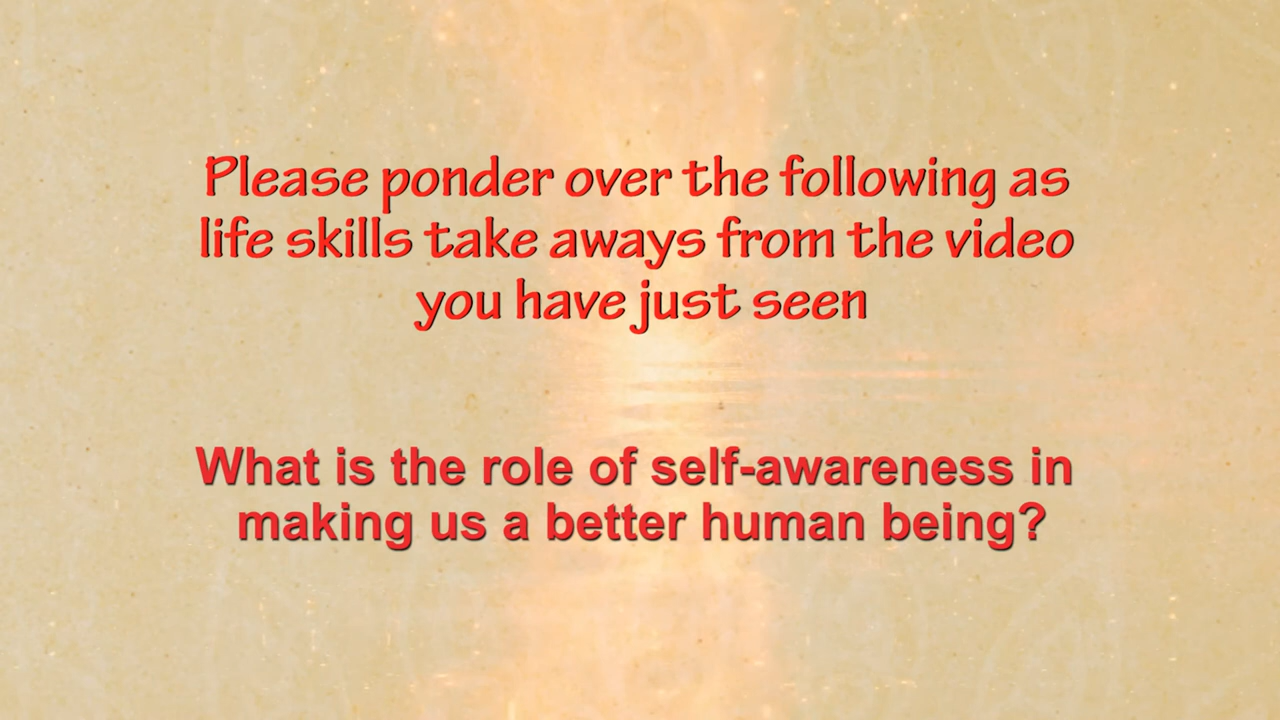 Please ponder over the following as
life skills take aways from the video
you have just seen
What is the role of self-awareness in
making us a better human being?